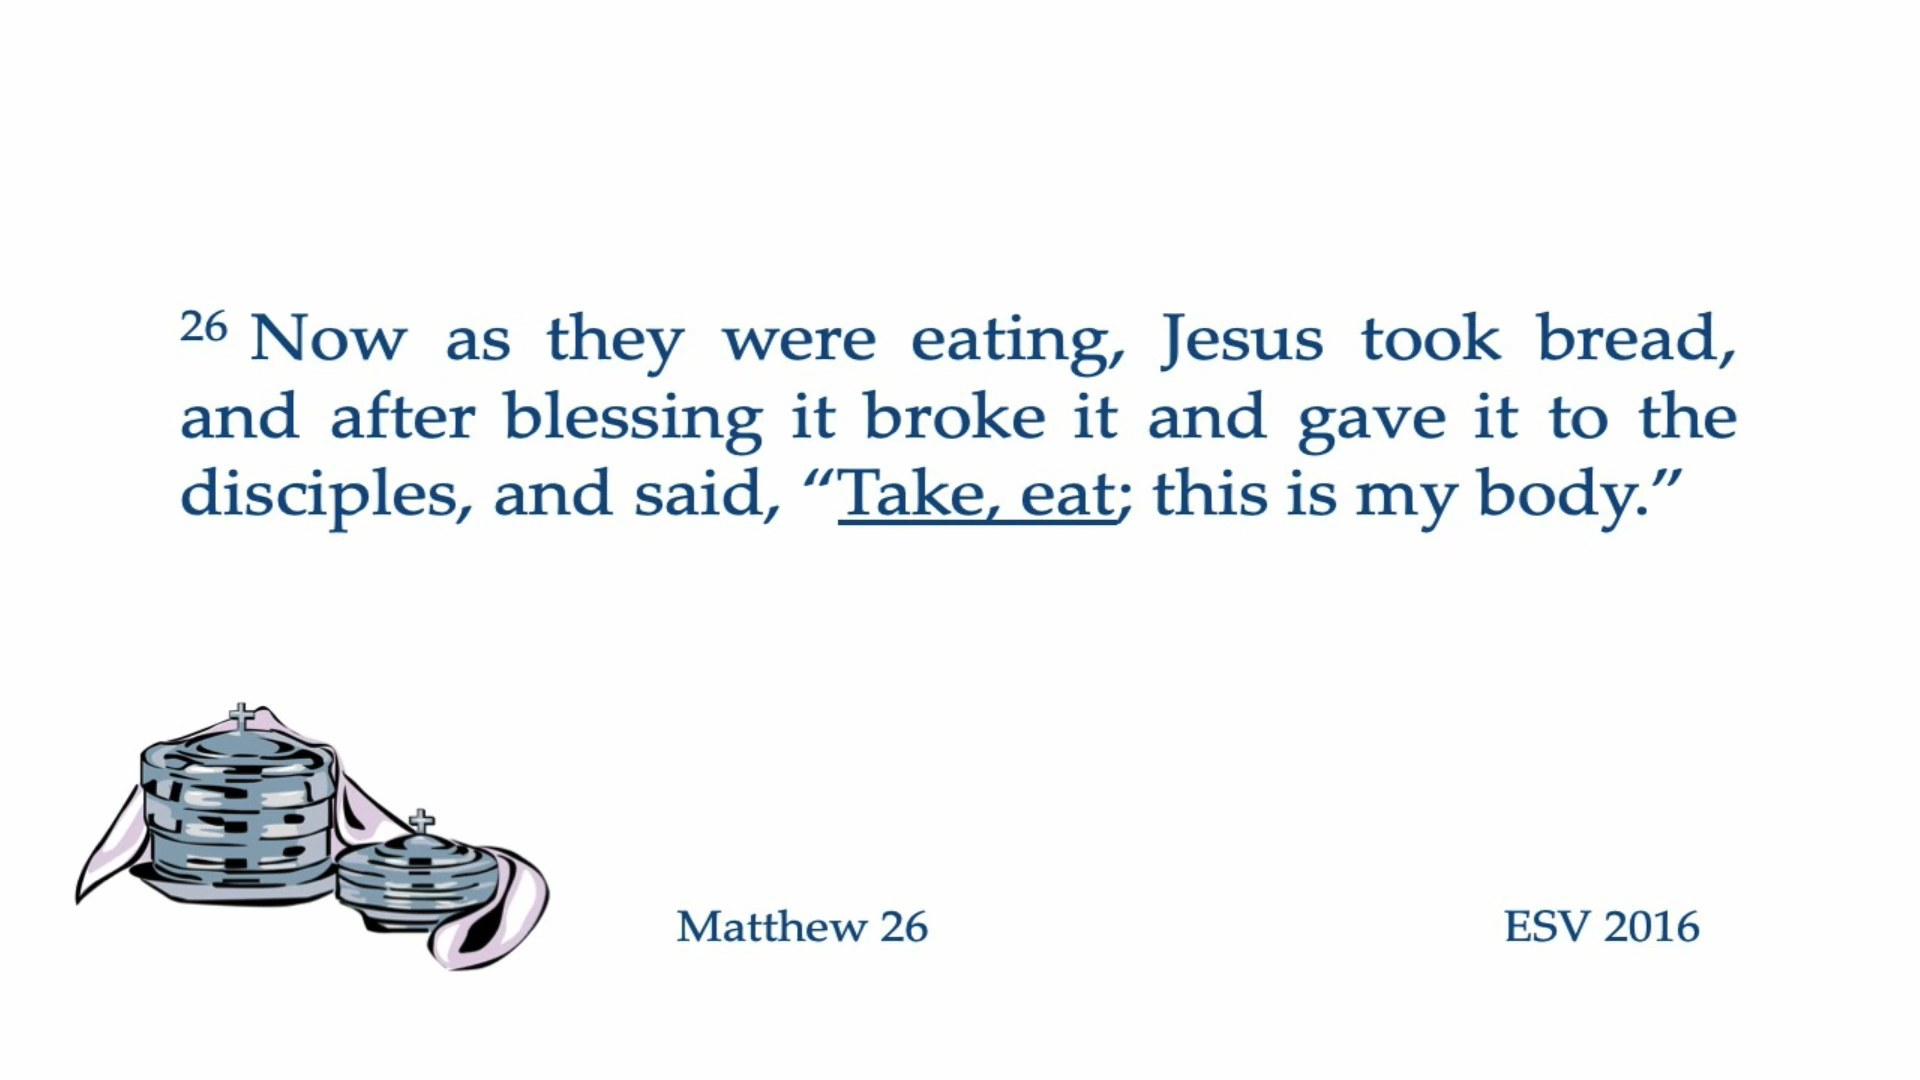 26 Now as they were eating, Jesus took bread,
and after blessing it broke it and gave it to the
disciples, and said, “Take, eat; this is my body.”
Matthew 26
ESV 2016